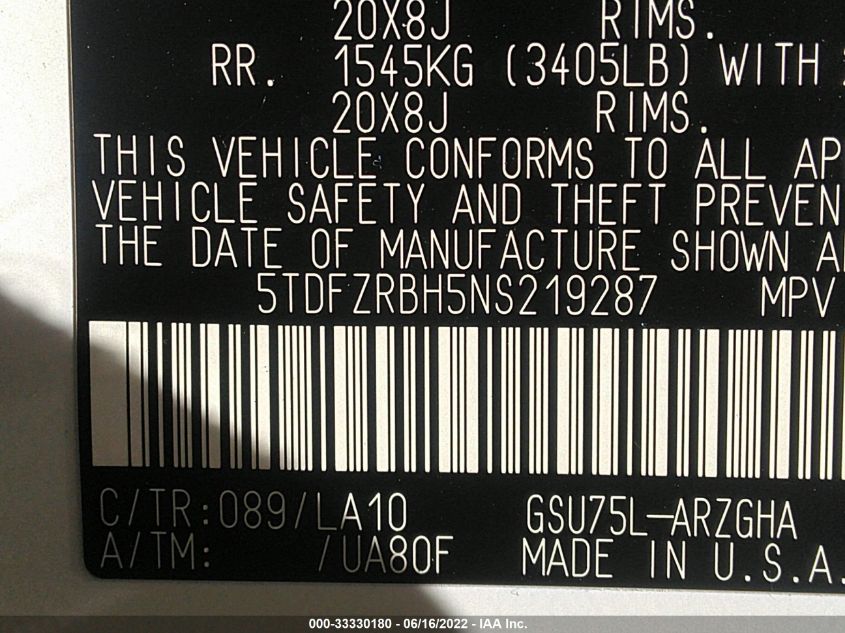 20X8J RIMS.
RR. 1545KG (3405LB) WITH
20X8J RIMS.
THIS VEHICLE CONFORMS TO ALL AP
VEHICLE SAFETY AND THEFT PREVEN
THE DATE OF MANUFACTURE SHOWN A
5TDFZRBH5NS219287 MPV
C/TR:089/LA10 GSU75L-ARZGHA
A/TM: /UA80F MADE IN U.S.A.
000-33330180 - 06/16/2022 - IAA Inc.